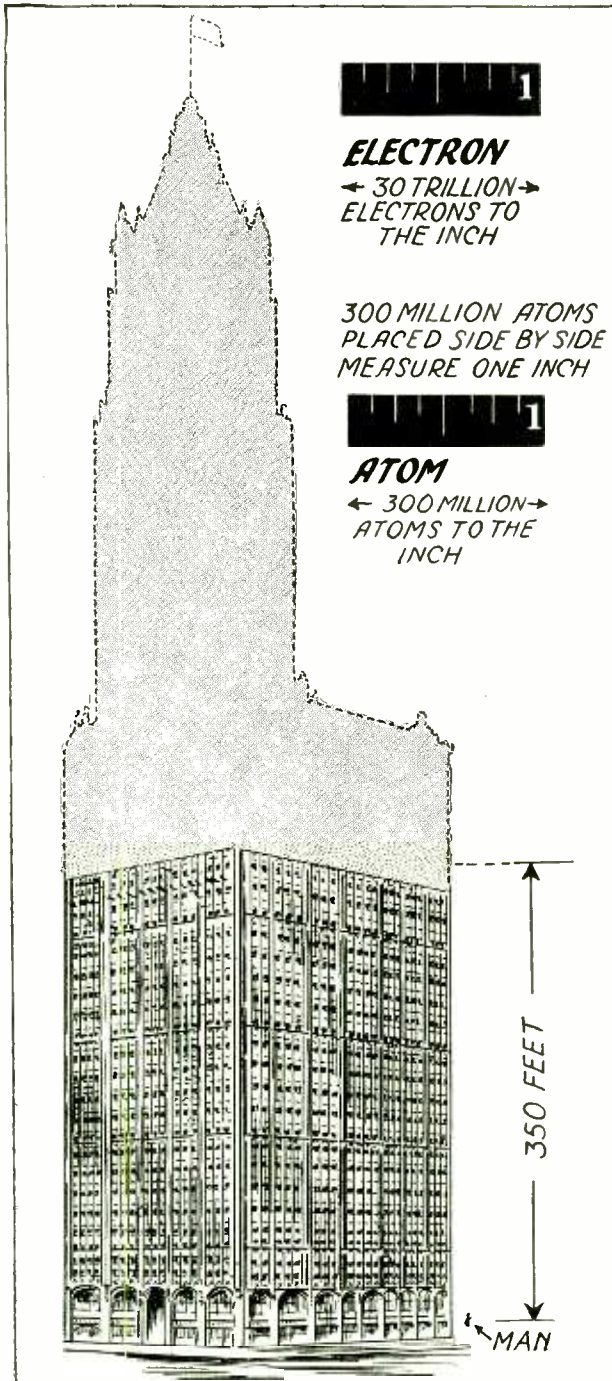 1
ELECTRON
← 30 TRILLION →
ELECTRONS TO
THE INCH
300 MILLION ATOMS
PLACED SIDE BY SIDE
MEASURE ONE INCH
1
ATOM
← 300 MILLION →
ATOMS TO THE
INCH
350 FEET
MAN